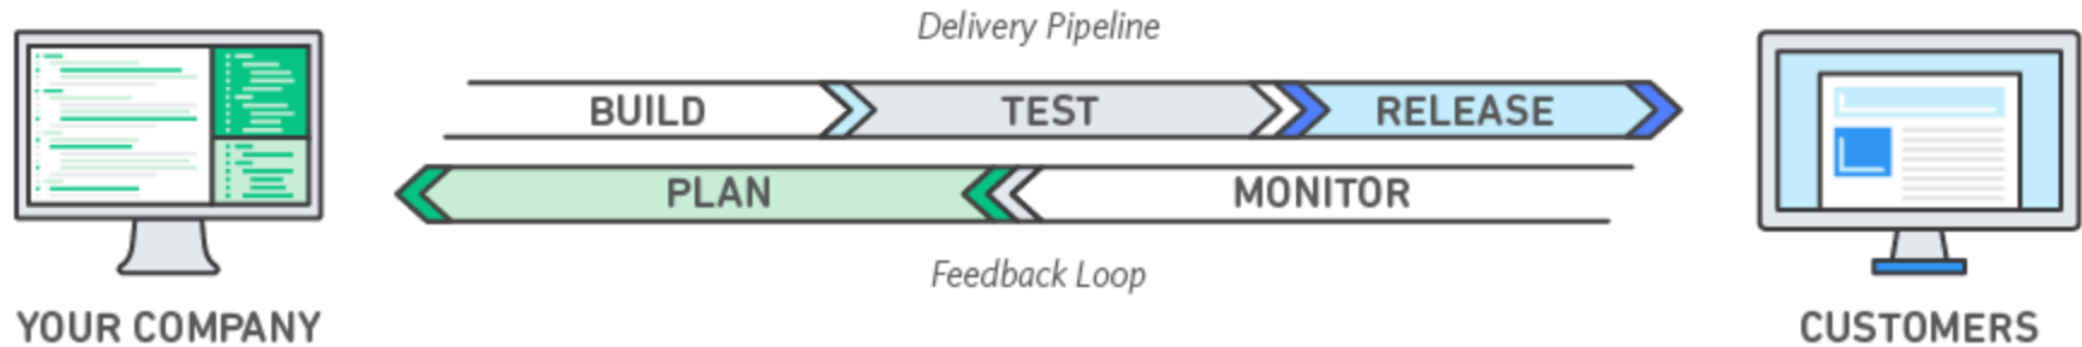 Delivery Pipeline
BUILD TEST RELEASE
PLAN MONITOR
Feedback Loop
YOUR COMPANY CUSTOMERS